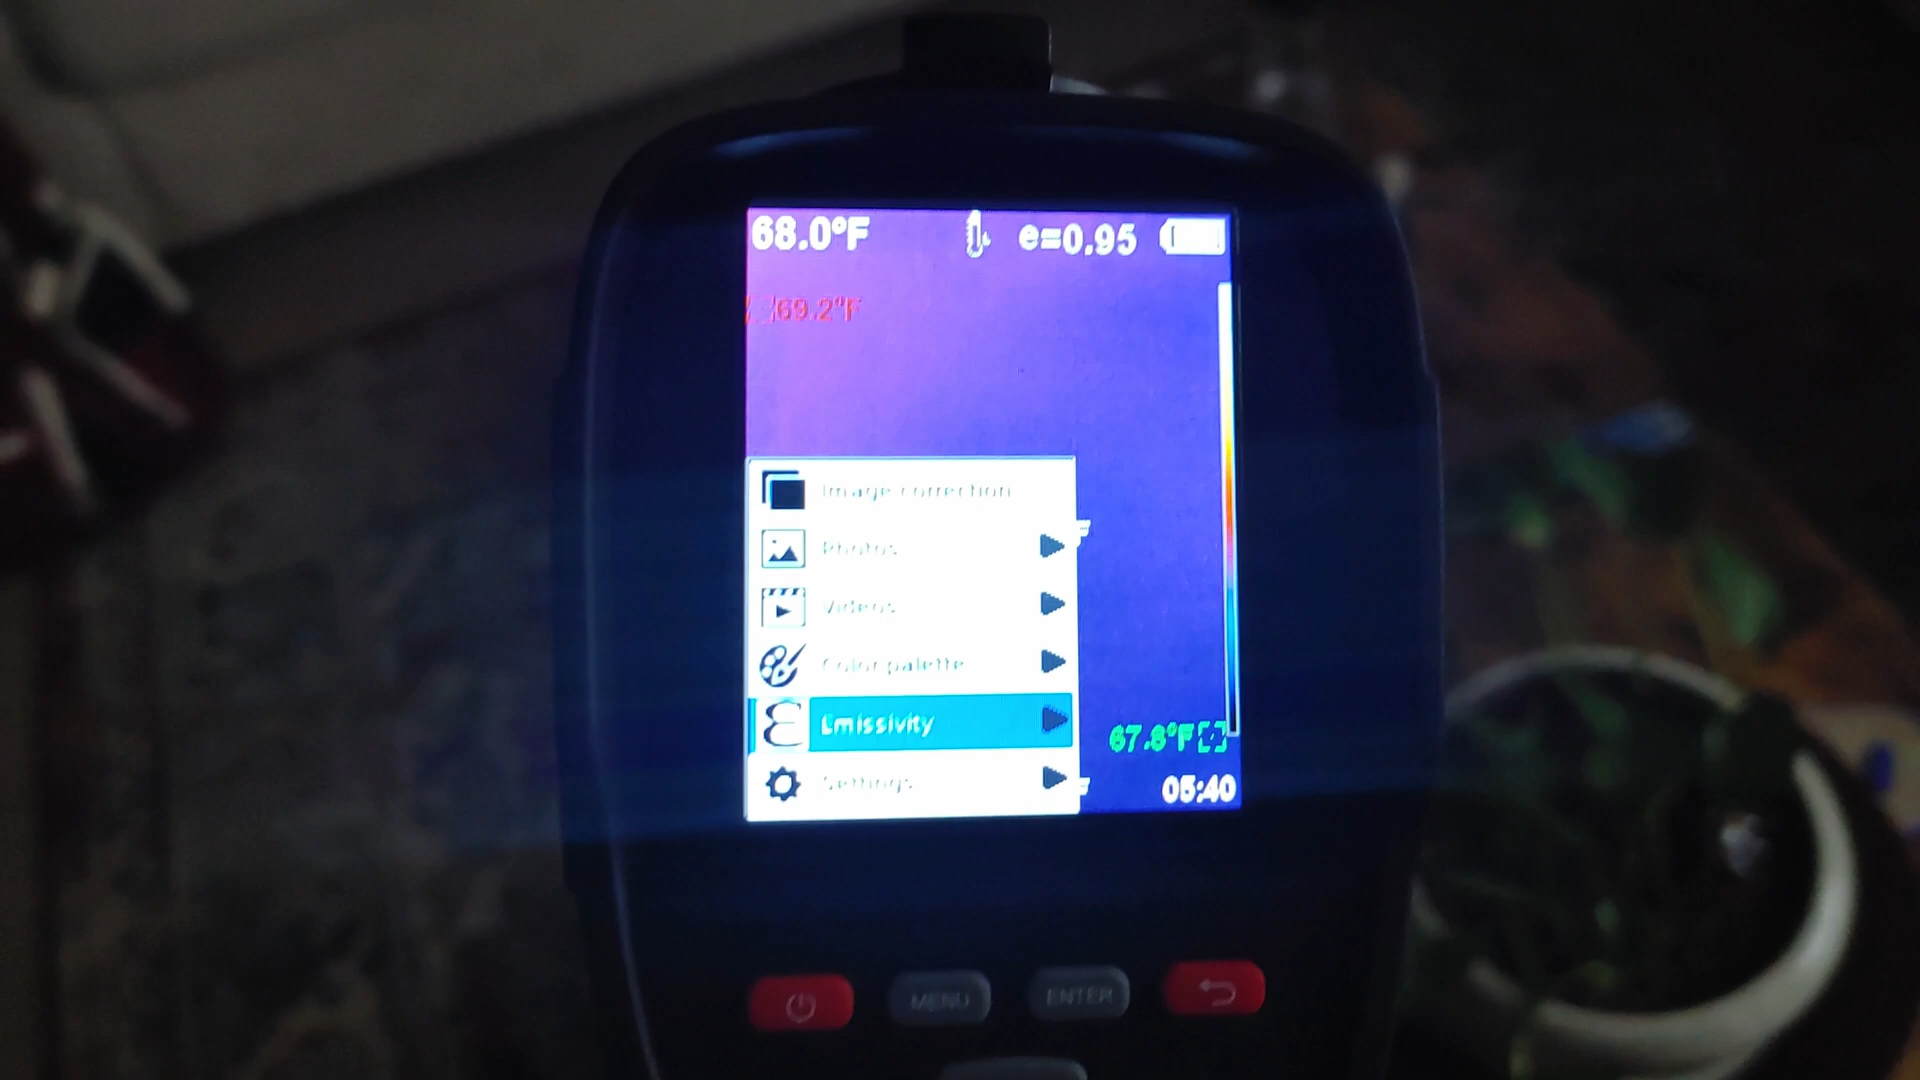 68.0°F e=0.95
69.2°F
Image correction
Photos
Videos
Color palette
Emissivity
67.8°F
Settings
05:40
MENU ENTER